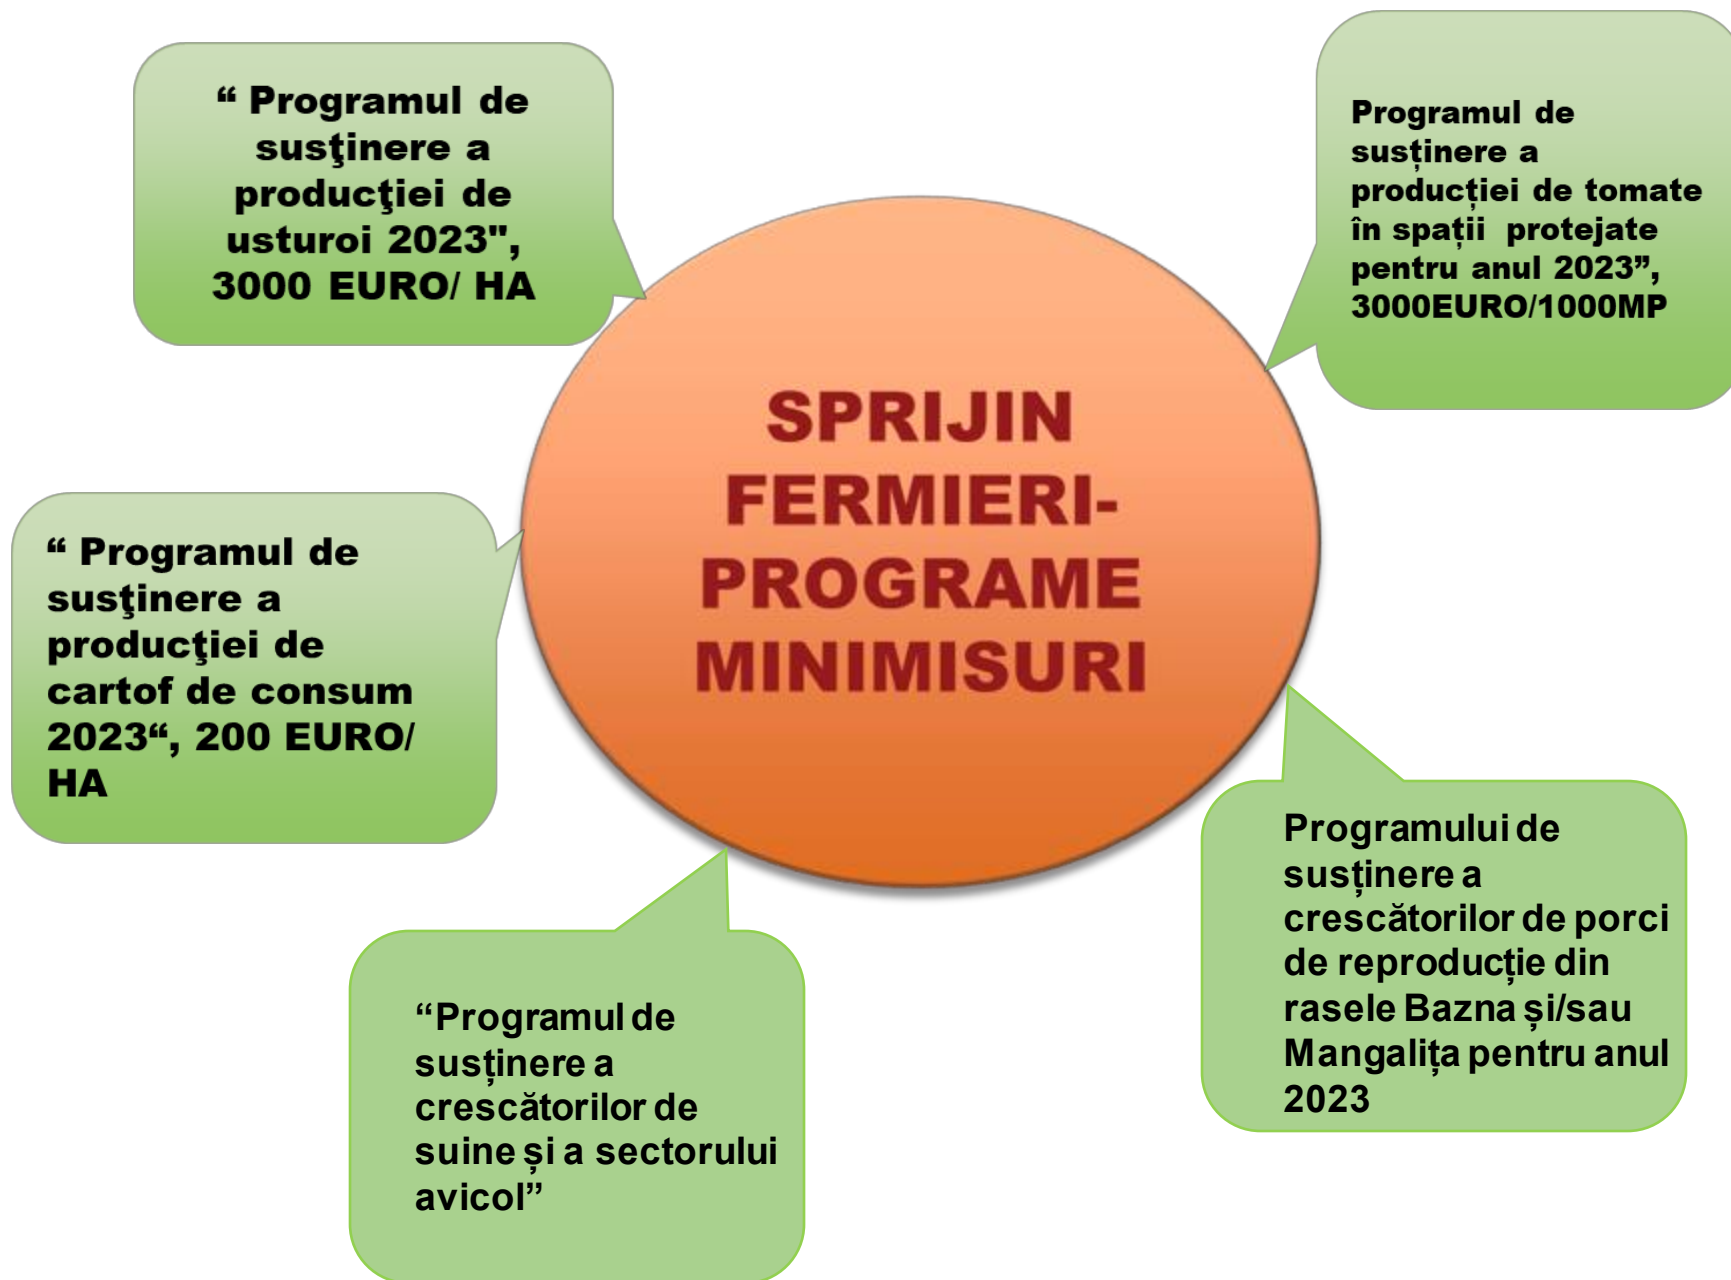 “ Programul de
susţinere a
producţiei de
usturoi 2023",
3000 EURO/ HA
Programul de
susținere a
producției de tomate
în spații protejate
pentru anul 2023”,
3000EURO/1000MP
SPRIJIN
FERMIERI-
PROGRAME
MINIMISURI
“ Programul de
susţinere a
producţiei de
cartof de consum
2023“, 200 EURO/
HA
Programului de
susținere a
crescătorilor de porci
de reproducție din
rasele Bazna și/sau
Mangalița pentru anul
2023
“Programul de
susținere a
crescătorilor de
suine și a sectorului
avicol”